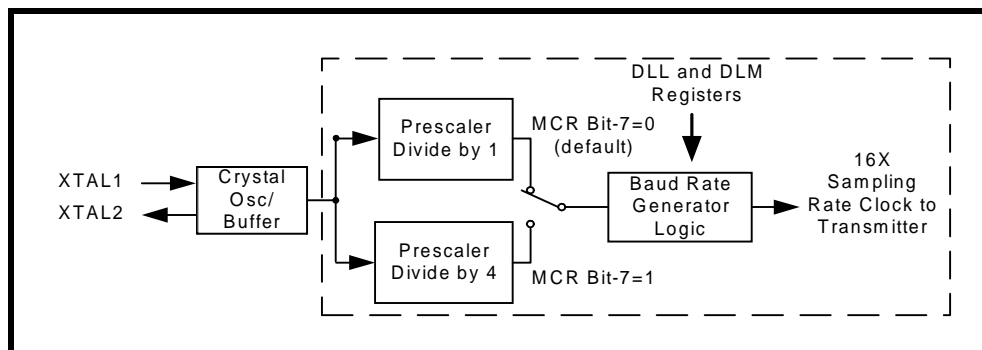 DLL and DLM
Registers
Prescaler
Divide by 1
MCR Bit-7=0
(default)
XTAL1
XTAL2
Crystal
Osc/
Buffer
Baud Rate
Generator
Logic
16X
Sampling
Rate Clock to
Transmitter
Prescaler
Divide by 4
MCR Bit-7=1